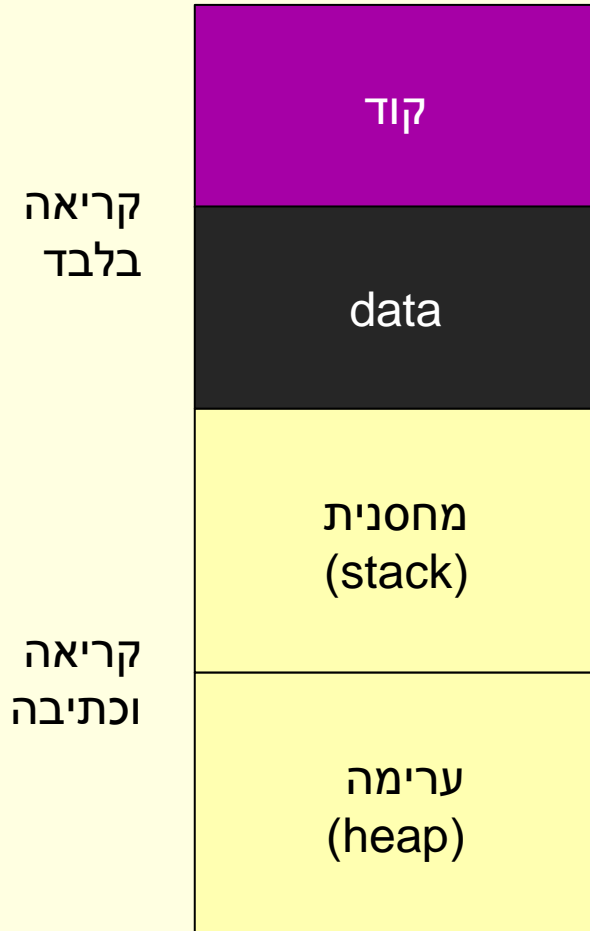 קוד
קריאה
בלבד
data
מחסנית
(stack)
קריאה
וכתיבה
ערימה
(heap)